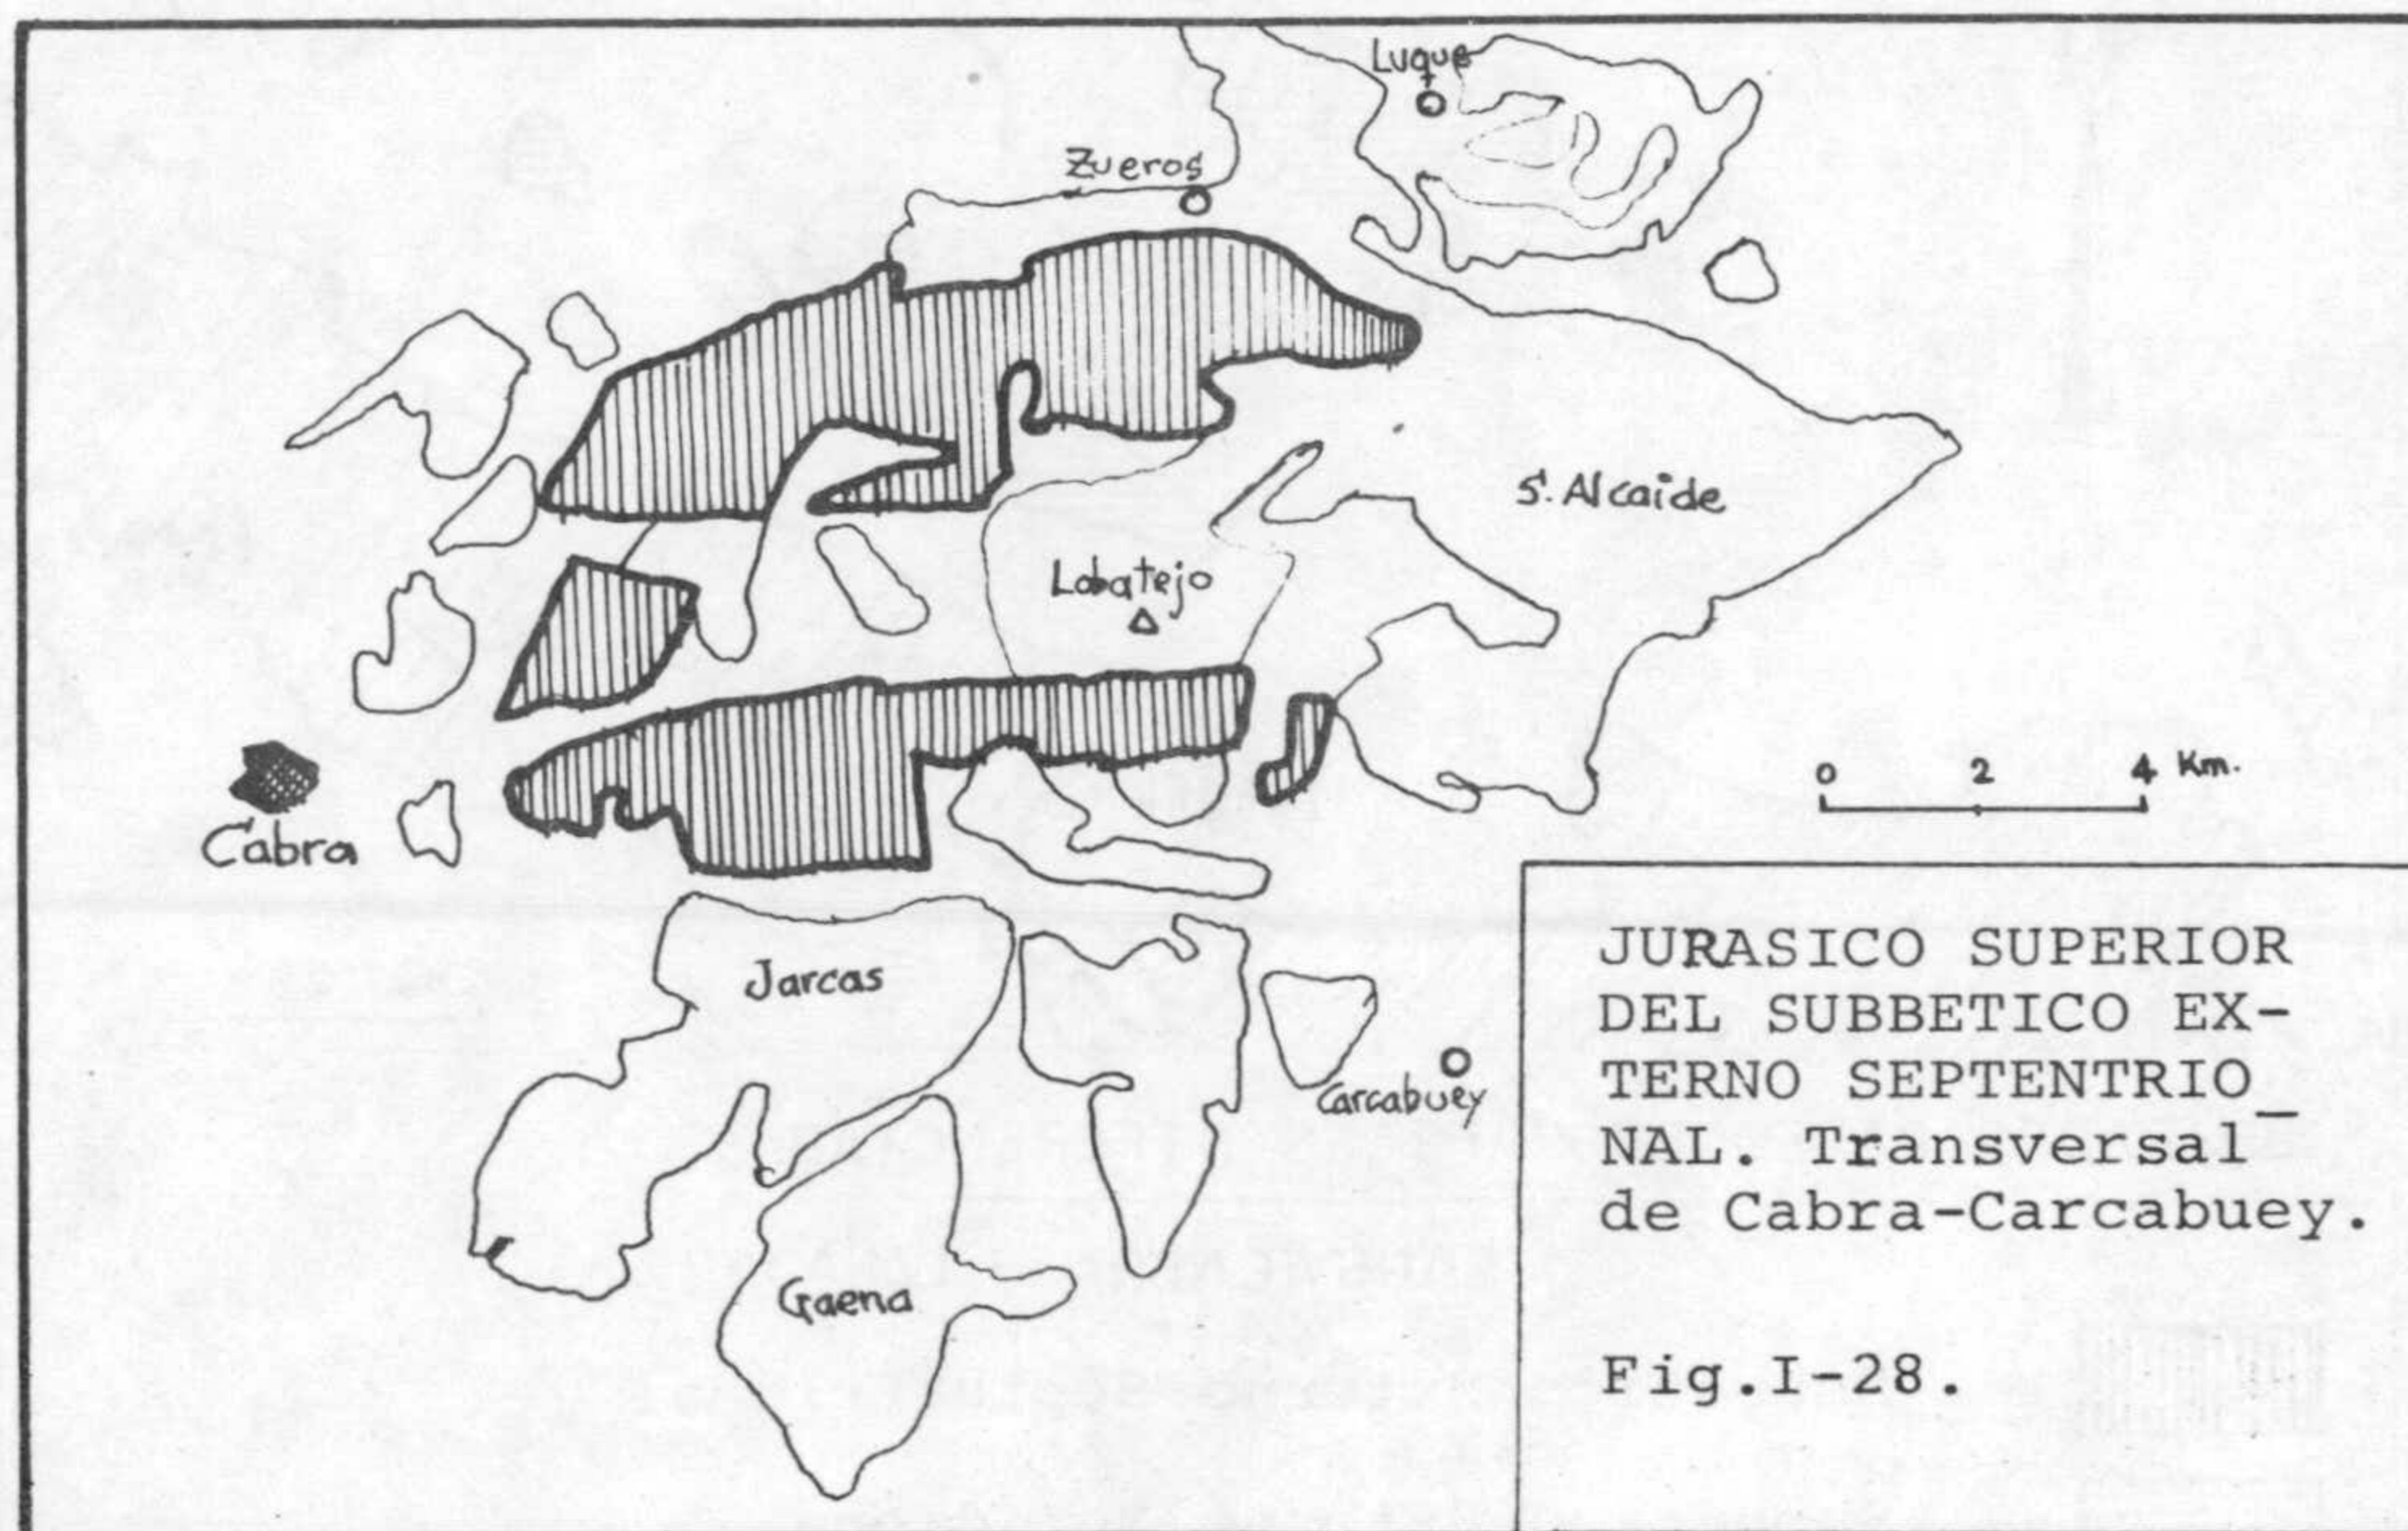 Luque
Zueros
S. Alcaide
Lobatejo
0 2 4 Km.
Cabra
Jarcas
Carcabuey
Gaena
JURASICO SUPERIOR
DEL SUBBETICO EX-
TERNO SEPTENTRIO_
NAL. Transversal
de Cabra-Carcabuey.
Fig.I-28.